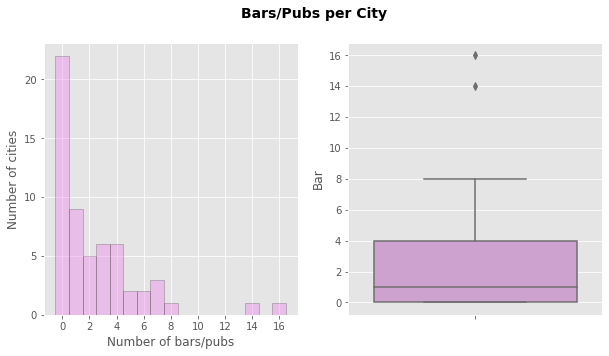 Bars/Pubs per City
Number of cities
20
15
10
5
0
0 2 4 6 8 10 12 14 16
Number of bars/pubs
Bar
16
14
12
10
8
6
4
2
0